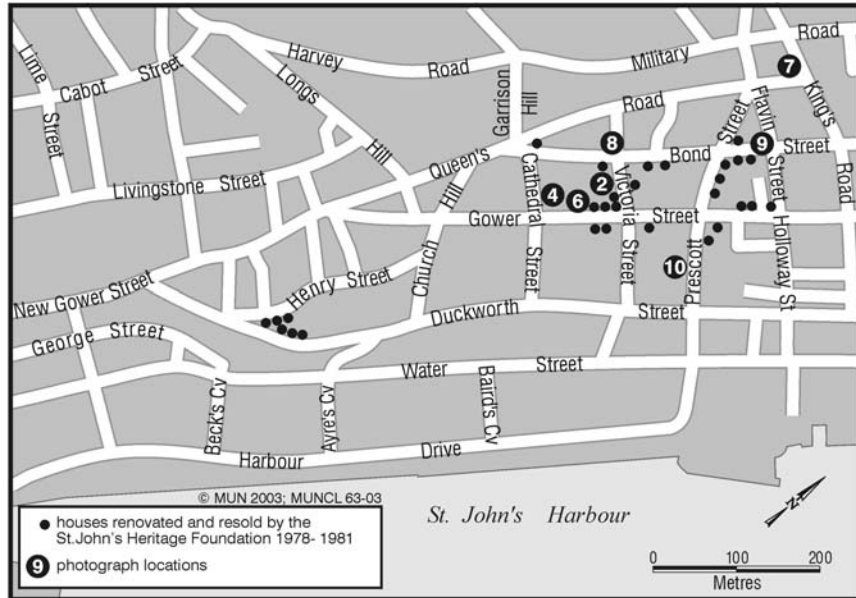 Lime
Street
Cabot Street
Harvey Road
Military Road
Longs
Hill
Garrison
Hill
Queen's Road
King's
Road
Flavin
Street
Livingstone Street
Cathedral
Street
Bond Street
Victoria
Street
Gower Street
Church
Hill
Prescott
Street
Holloway St
New Gower Street
Henry Street
George Street
Duckworth Street
Water Street
Beck's Cv
Ayre's Cv
Baird's Cv
Harbour Drive
7
8
9
2
4
6
10
© MUN 2003; MUNCL 63-03
houses renovated and resold by the
St.John's Heritage Foundation 1978- 1981
9 photograph locations
St. John's Harbour
N
0 100 200
Metres